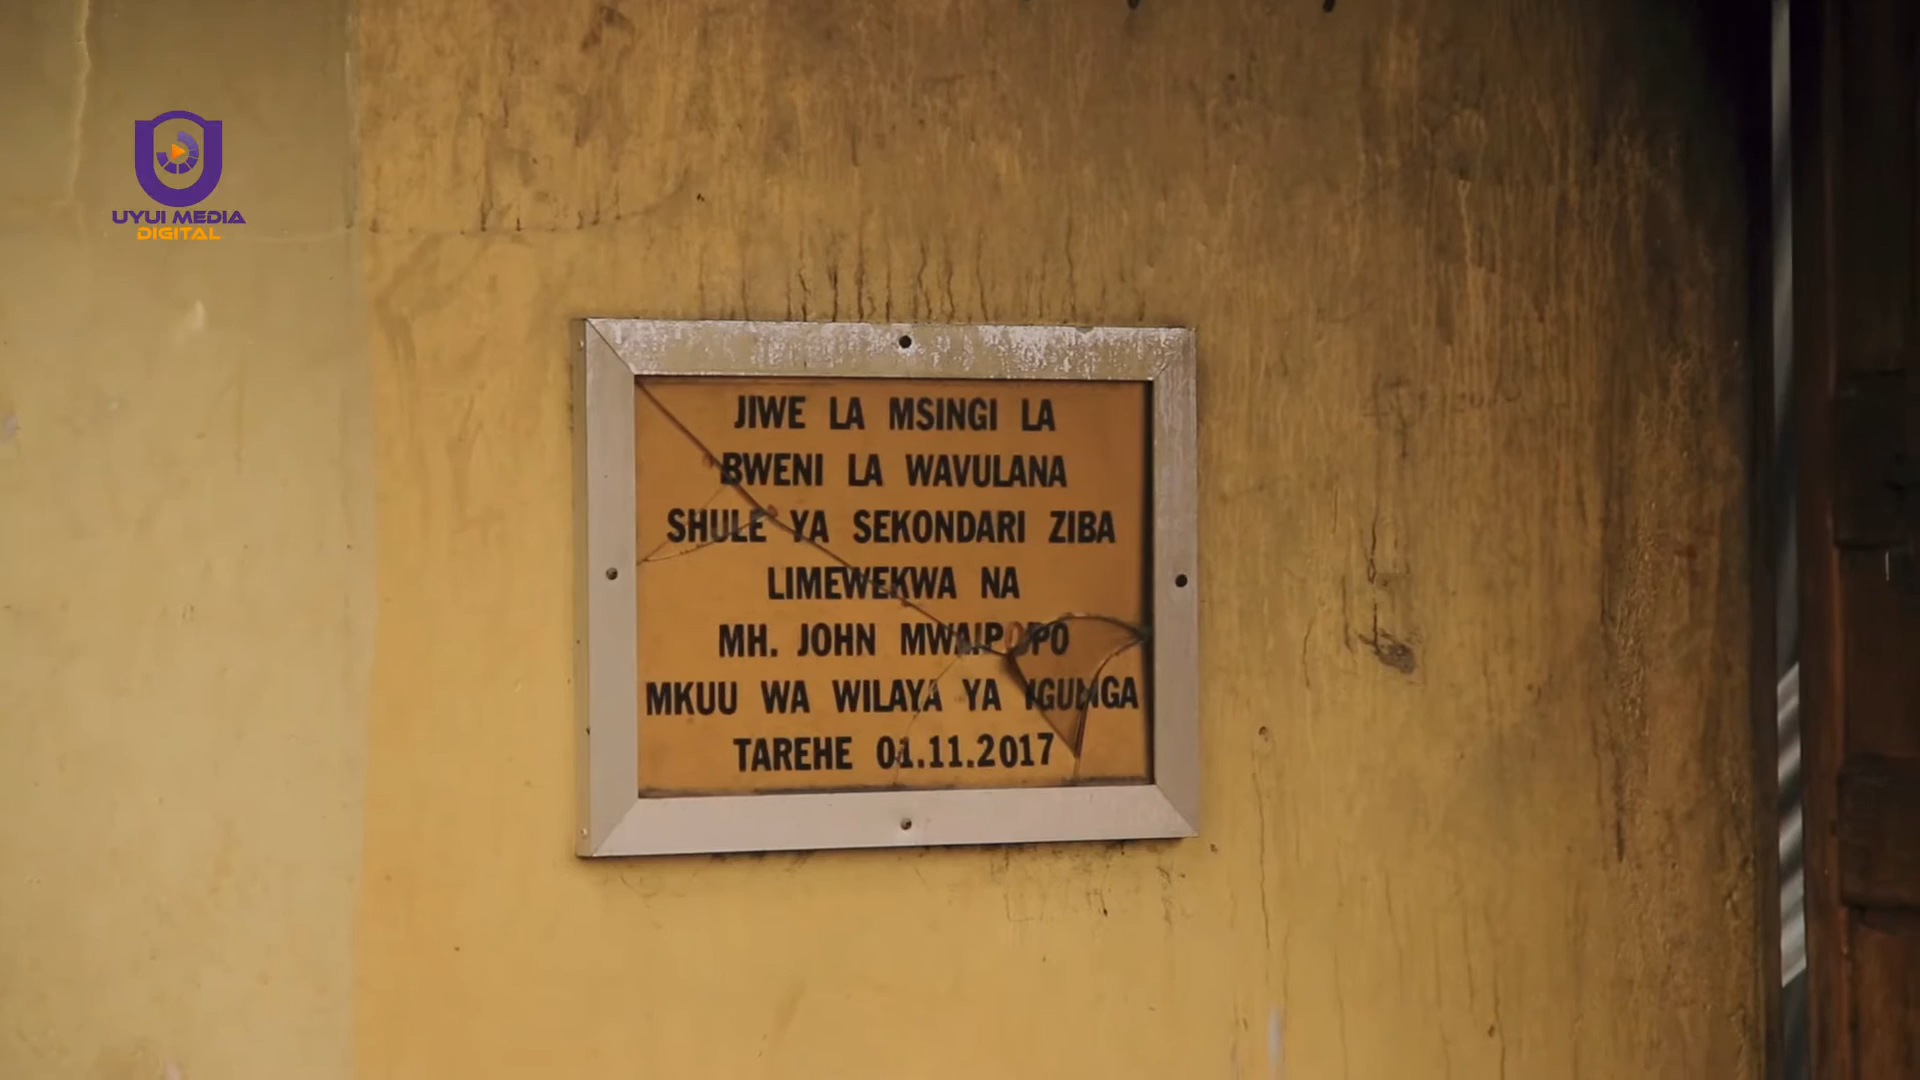 UYUI MEDIA
DIGITAL
JIWE LA MSINGI LA
BWENI LA WAVULANA
SHULE YA SEKONDARI ZIBA
LIMEWEKWA NA
MH. JOHN MWAIPOPO
MKUU WA WILAYA YA IGUNGA
TAREHE 01.11.2017